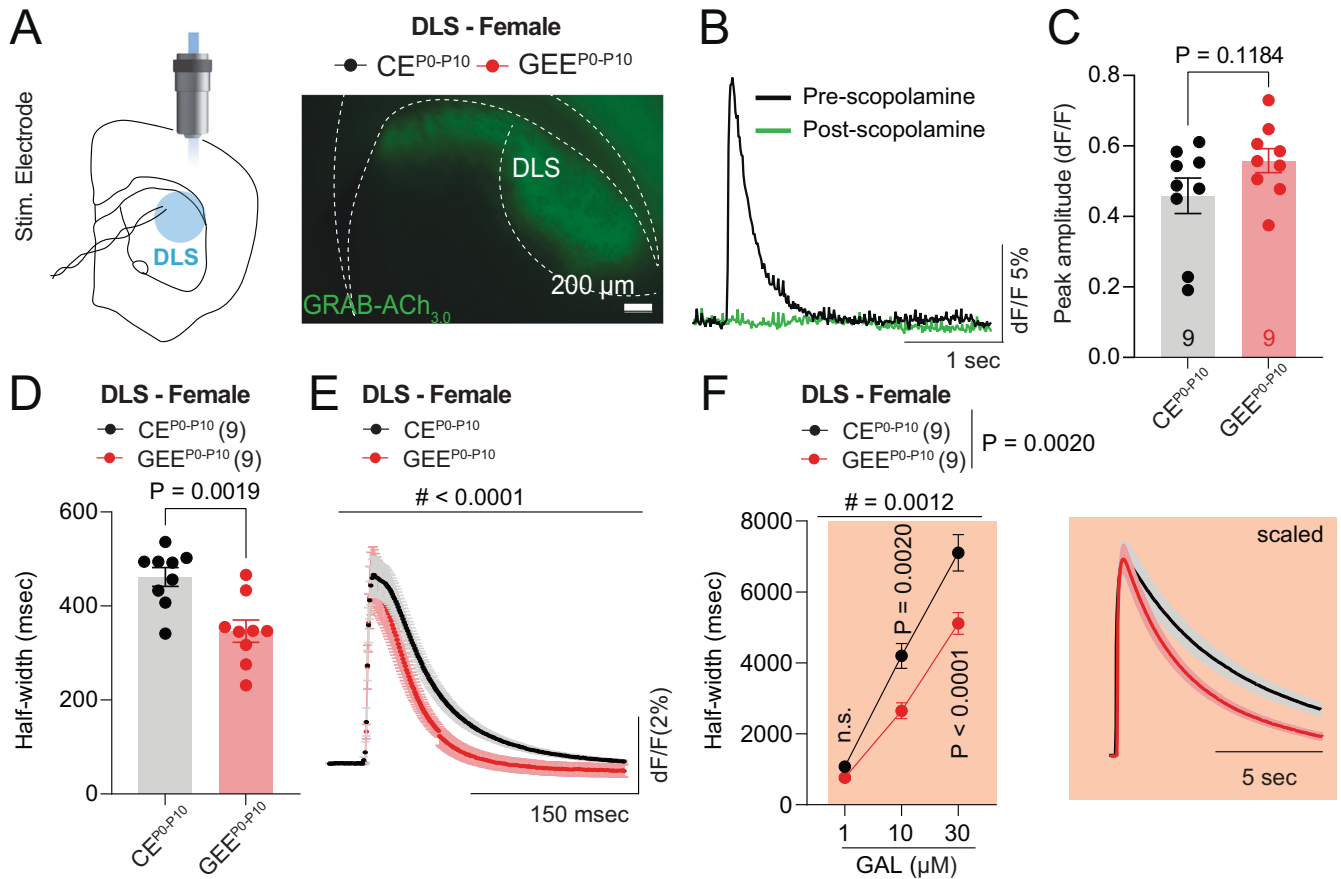 A
Stim. Electrode
DLS
DLS - Female
CE^P0-P10 GEE^P0-P10
DLS
200 µm
GRAB-ACh3.0
B
Pre-scopolamine
Post-scopolamine
dF/F 5%
1 sec
C
P = 0.1184
Peak amplitude (dF/F)
0.8
0.6
0.4
0.2
0.0
9
9
CE^P0-P10
GEE^P0-P10
D
DLS - Female
CE^P0-P10 (9)
GEE^P0-P10 (9)
P = 0.0019
Half-width (msec)
600
400
200
0
CE^P0-P10
GEE^P0-P10
E
DLS - Female
CE^P0-P10
GEE^P0-P10
# < 0.0001
dF/F(2%)
150 msec
F
DLS - Female
CE^P0-P10 (9)
GEE^P0-P10 (9)
P = 0.0020
# = 0.0012
Half-width (msec)
8000
6000
4000
2000
0
n.s.
P = 0.0020
P < 0.0001
1 10 30
GAL (µM)
scaled
5 sec